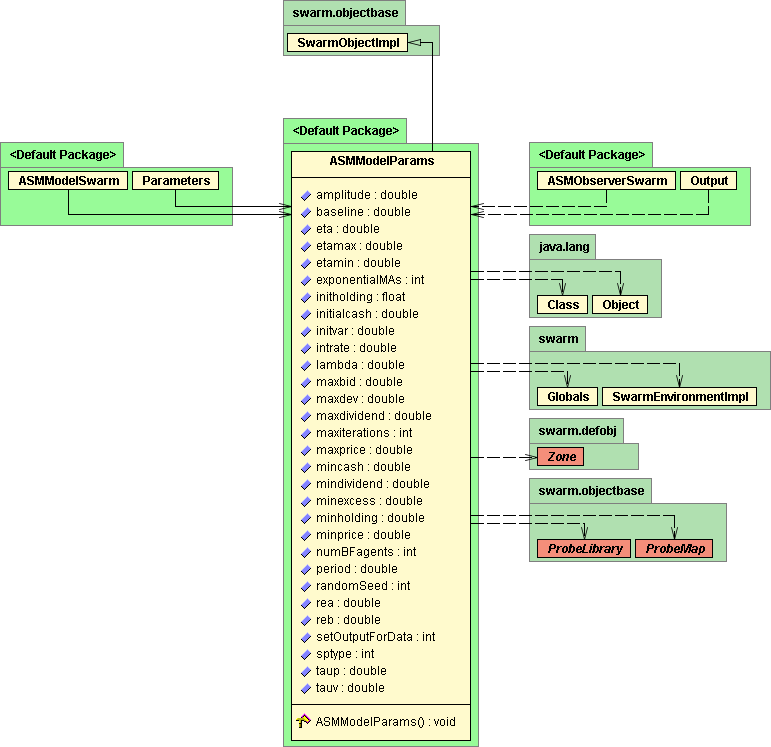 swarm.objectbase
SwarmObjectImpl
<Default Package>
ASMModelSwarm
Parameters
<Default Package>
ASMModelParams
amplitude : double
baseline : double
eta : double
etamax : double
etamin : double
exponentialMAs : int
initholding : float
initialcash : double
initvar : double
intrate : double
lambda : double
maxbid : double
maxdev : double
maxdividend : double
maxiterations : int
maxprice : double
mincash : double
mindividend : double
minexcess : double
minholding : double
minprice : double
numBFagents : int
period : double
randomSeed : int
rea : double
reb : double
setOutputForData : int
sptype : int
taup : double
tauv : double
ASMModelParams() : void
<Default Package>
ASMObserverSwarm
Output
java.lang
Class
Object
swarm
Globals
SwarmEnvironmentImpl
swarm.defobj
Zone
swarm.objectbase
ProbeLibrary
ProbeMap